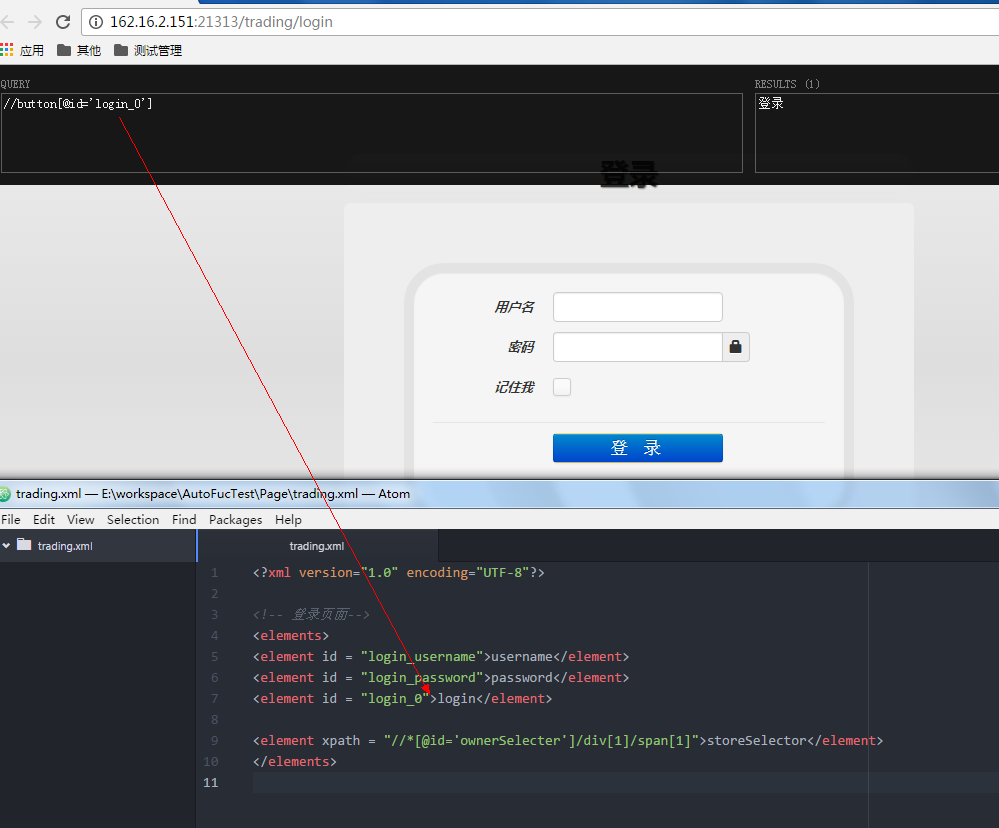 162.16.2.151:21313/trading/login
应用 其他 测试管理
QUERY
RESULTS (1)
//button[@id='login_0']
登录
登录
用户名
密码
记住我
登 录
trading.xml — E:\workspace\AutoFucTest\Page\trading.xml — Atom
File Edit View Selection Find Packages Help
trading.xml
trading.xml
1 <?xml version="1.0" encoding="UTF-8"?>
2
3 <!-- 登录页面-->
4 <elements>
5 <element id = "login_username">username</element>
6 <element id = "login_password">password</element>
7 <element id = "login_0">login</element>
8
9 <element xpath = "//*[@id='ownerSelecter']/div[1]/span[1]">storeSelector</element>
10 </elements>
11